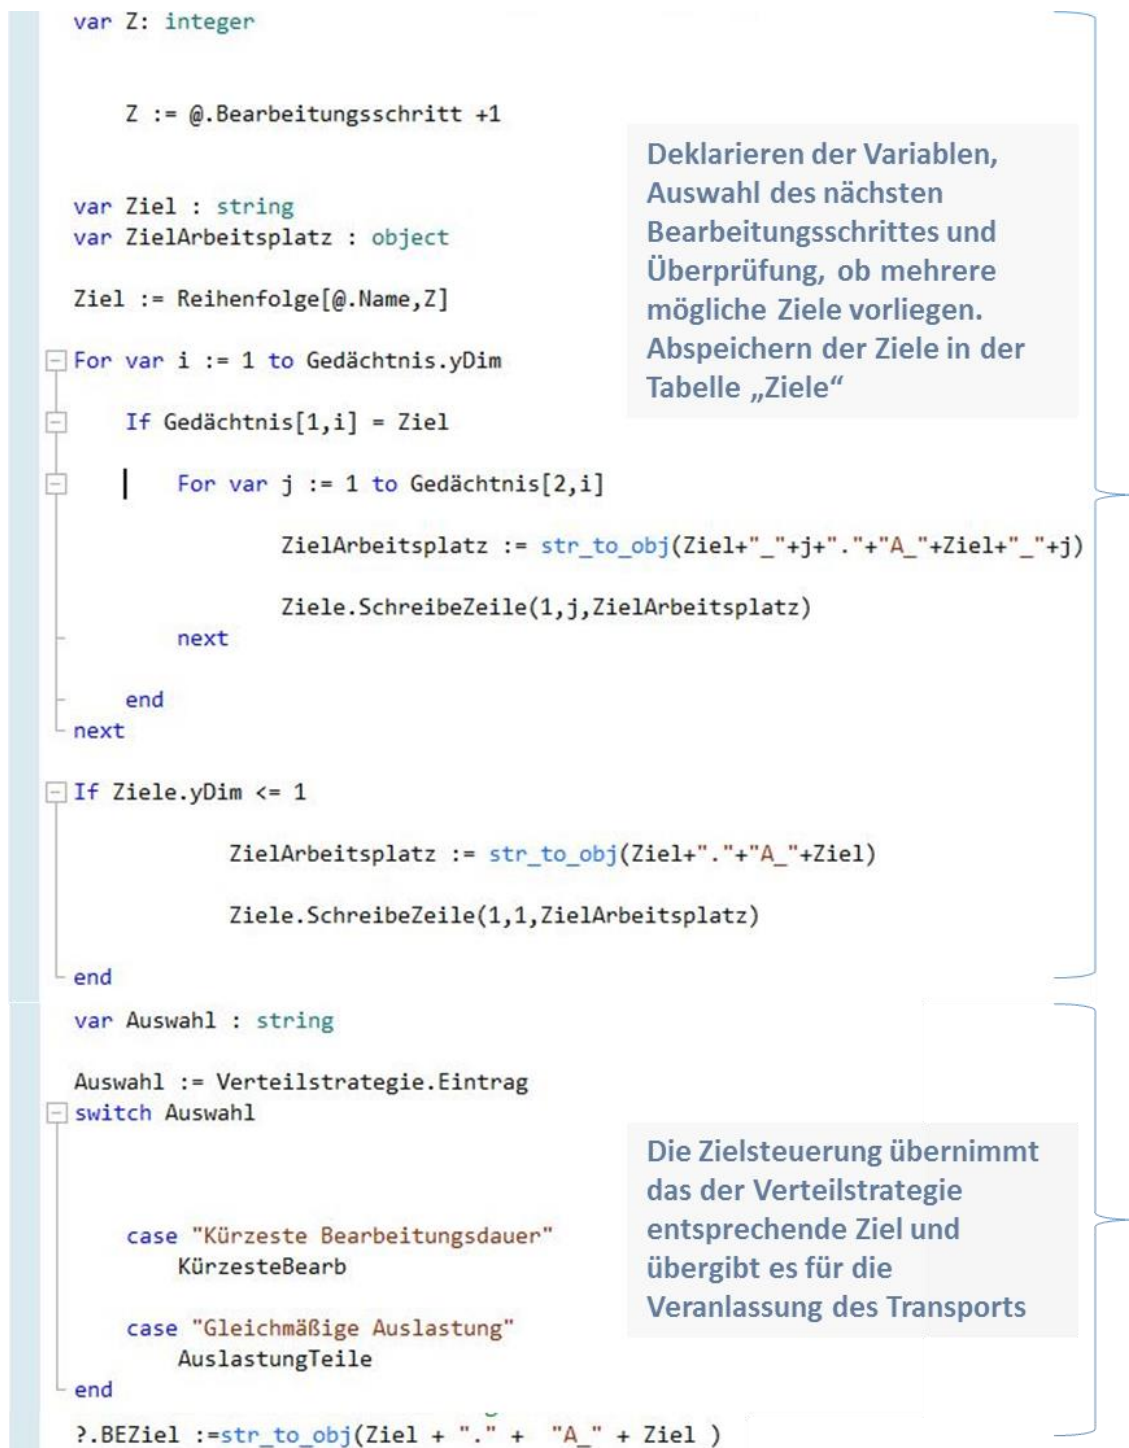 var Z: integer
Z := @.Bearbeitungsschritt +1
var Ziel : string
var ZielArbeitsplatz : object
Ziel := Reihenfolge[@.Name,Z]
For var i := 1 to Gedächtnis.yDim
If Gedächtnis[1,i] = Ziel
For var j := 1 to Gedächtnis[2,i]
ZielArbeitsplatz := str_to_obj(Ziel+"_"+j+"."+"A_"+Ziel+"_"+j)
Ziele.SchreibeZeile(1,j,ZielArbeitsplatz)
next
end
next
If Ziele.yDim <= 1
ZielArbeitsplatz := str_to_obj(Ziel+"."+"A_"+Ziel)
Ziele.SchreibeZeile(1,1,ZielArbeitsplatz)
end
Deklarieren der Variablen,
Auswahl des nächsten
Bearbeitungsschrittes und
Überprüfung, ob mehrere
mögliche Ziele vorliegen.
Abspeichern der Ziele in der
Tabelle „Ziele“
var Auswahl : string
Auswahl := Verteilstrategie.Eintrag
switch Auswahl
case "Kürzeste Bearbeitungsdauer"
KürzesteBearb
case "Gleichmäßige Auslastung"
AuslastungTeile
end
?.BEZiel :=str_to_obj(Ziel + "." + "A_" + Ziel )
Die Zielsteuerung übernimmt
das der Verteilstrategie
entsprechende Ziel und
übergibt es für die
Veranlassung des Transports